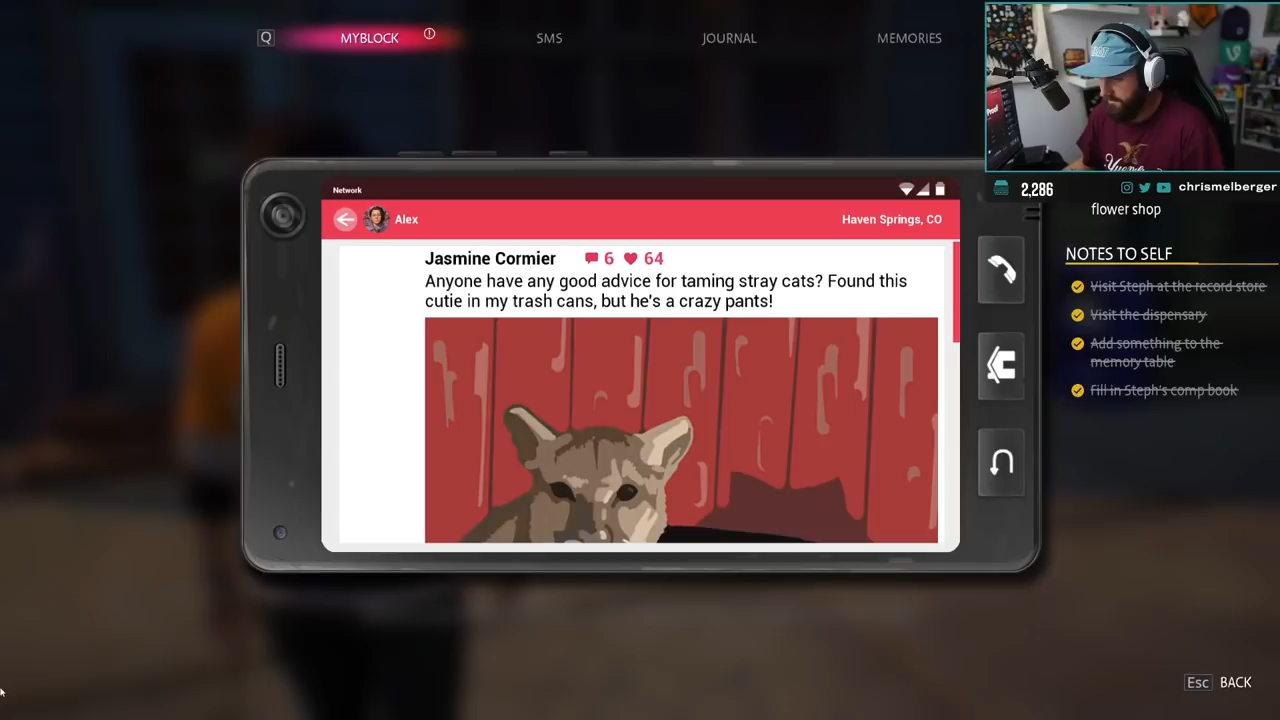 Q
MYBLOCK
SMS
JOURNAL
MEMORIES
Network
Alex
Haven Springs, CO
Jasmine Cormier
6
64
Anyone have any good advice for taming stray cats? Found this
cutie in my trash cans, but he's a crazy pants!
2,286
chrismelberger
flower shop
NOTES TO SELF
Visit Steph at the record store
Visit the dispensary
Add something to the
memory table
Fill in Steph's comp book
Esc BACK